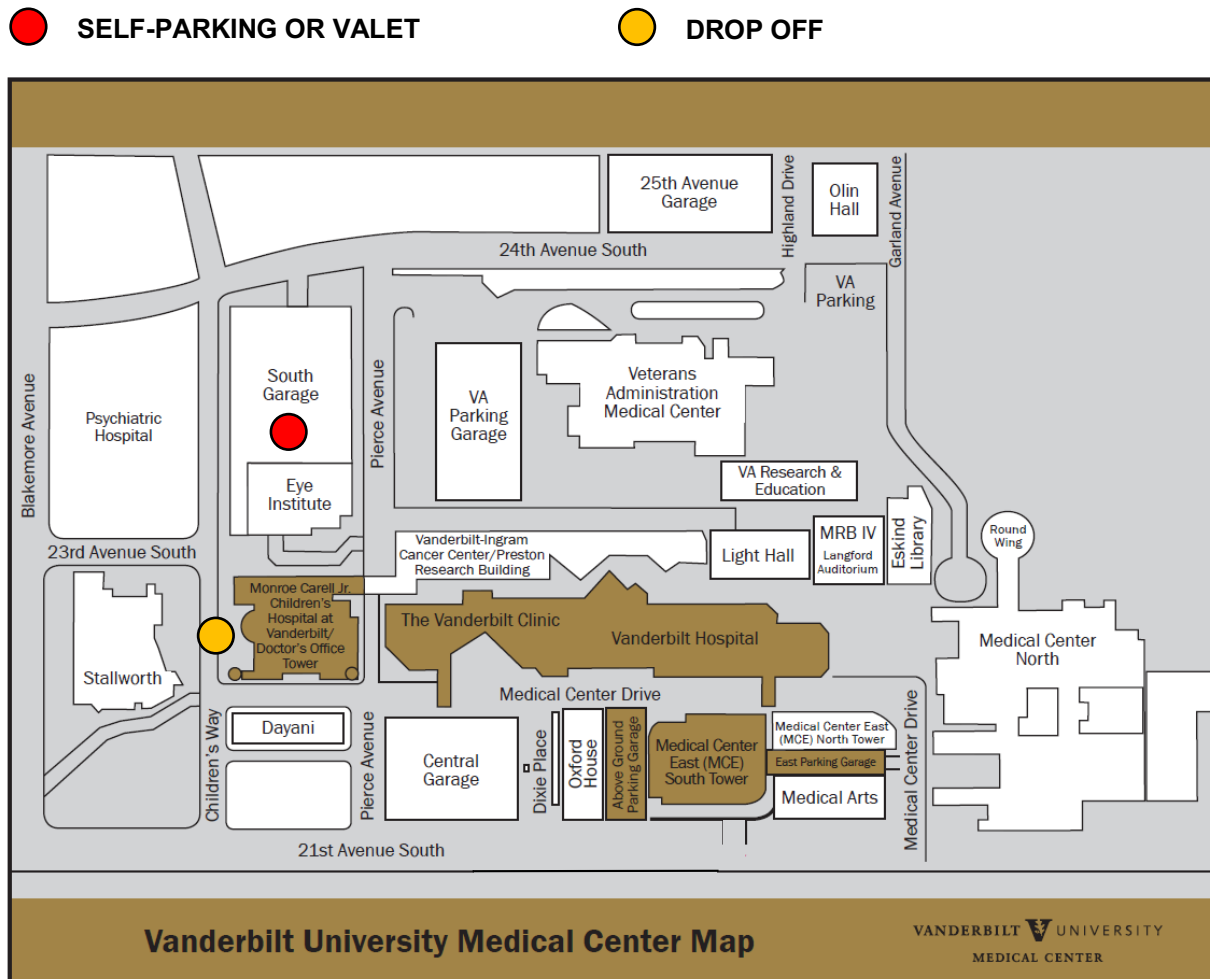 SELF-PARKING OR VALET
DROP OFF
25th Avenue
Garage
Highland Drive
Olin
Hall
Garland Avenue
24th Avenue South
VA
Parking
Blakemore Avenue
Psychiatric
Hospital
South
Garage
Pierce Avenue
VA
Parking
Garage
Veterans
Administration
Medical Center
Eye
Institute
VA Research &
Education
23rd Avenue South
Vanderbilt-Ingram
Cancer Center/Preston
Research Building
Light Hall
MRB IV
Langford
Auditorium
Eskind
Library
Round
Wing
Monroe Carell Jr.
Children's
Hospital at
Vanderbilt/
Doctor's Office
Tower
The Vanderbilt Clinic
Vanderbilt Hospital
Medical Center
North
Stallworth
Medical Center Drive
Children's Way
Dayani
Pierce Avenue
Central
Garage
Dixie Place
Oxford
House
Above Ground
Parking Garage
Medical Center
East (MCE)
South Tower
Medical Center East
(MCE) North Tower
East Parking Garage
Medical Arts
Medical Center Drive
21st Avenue South
Vanderbilt University Medical Center Map
VANDERBILT V UNIVERSITY
MEDICAL CENTER